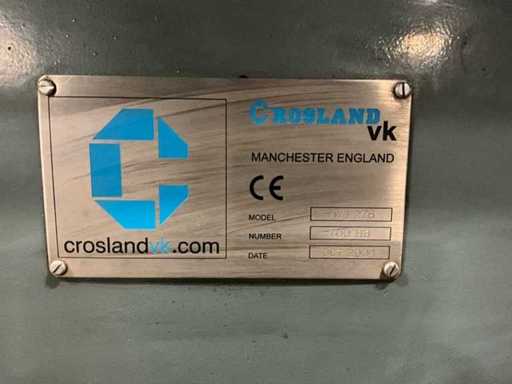 CROSLAND
vk
MANCHESTER ENGLAND
CE
MODEL
NUMBER
DATE
croslandvk.com